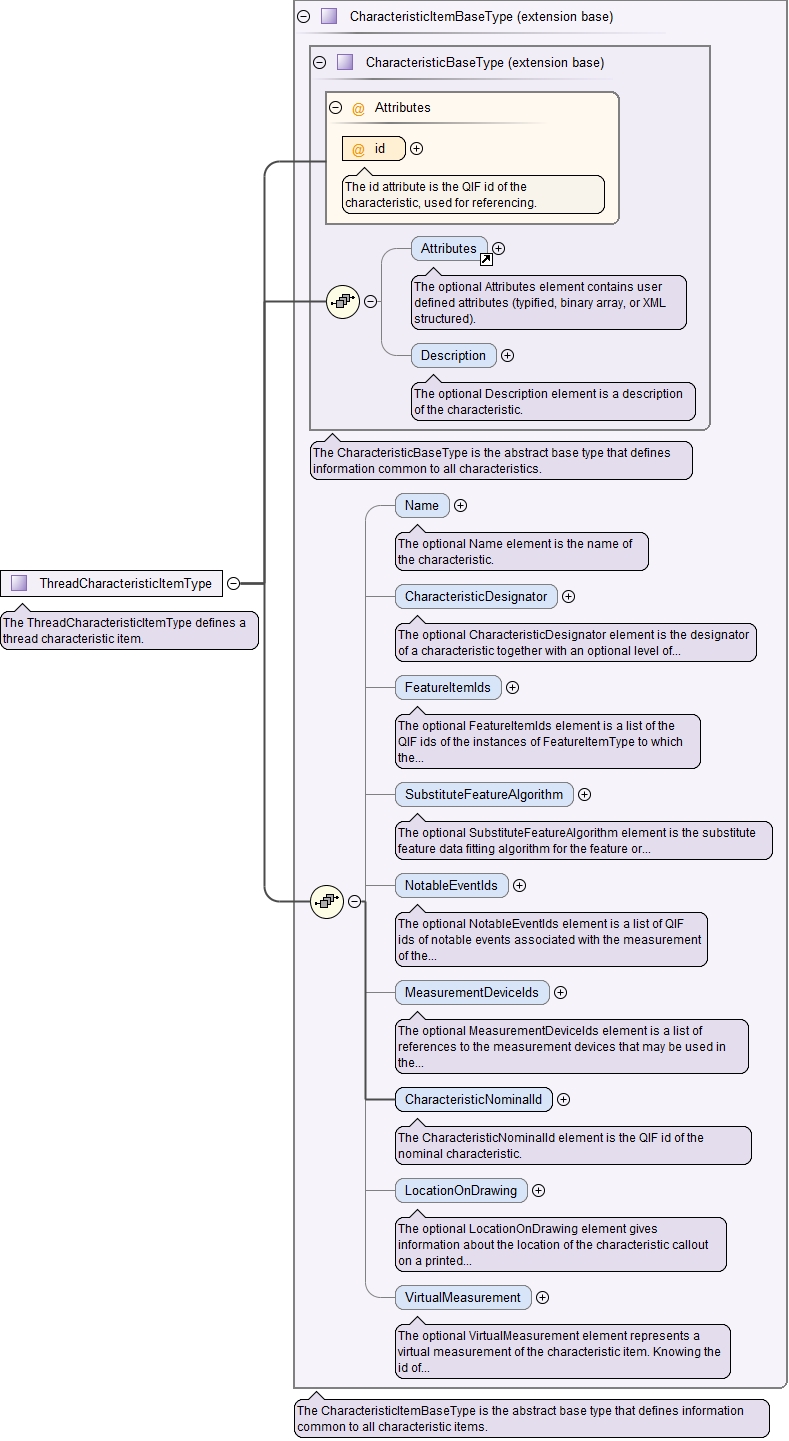 CharacteristicItemBaseType (extension base)
CharacteristicBaseType (extension base)
@ Attributes
@ id
The id attribute is the QIF id of the
characteristic, used for referencing.
Attributes
The optional Attributes element contains user
defined attributes (typified, binary array, or XML
structured).
Description
The optional Description element is a description
of the characteristic.
The CharacteristicBaseType is the abstract base type that defines
information common to all characteristics.
Name
The optional Name element is the name of
the characteristic.
ThreadCharacteristicItemType
The ThreadCharacteristicItemType defines a
thread characteristic item.
CharacteristicDesignator
The optional CharacteristicDesignator element is the designator
of a characteristic together with an optional level of...
FeatureItemIds
The optional FeatureItemIds element is a list of the
QIF ids of the instances of FeatureItemType to which
the...
SubstituteFeatureAlgorithm
The optional SubstituteFeatureAlgorithm element is the substitute
feature data fitting algorithm for the feature or...
NotableEventIds
The optional NotableEventIds element is a list of QIF
ids of notable events associated with the measurement
of the...
MeasurementDeviceIds
The optional MeasurementDeviceIds element is a list of
references to the measurement devices that may be used in
the...
CharacteristicNominalId
The CharacteristicNominalId element is the QIF id of the
nominal characteristic.
LocationOnDrawing
The optional LocationOnDrawing element gives
information about the location of the characteristic callout
on a printed...
VirtualMeasurement
The optional VirtualMeasurement element represents a
virtual measurement of the characteristic item. Knowing the
id of...
The CharacteristicItemBaseType is the abstract base type that defines information
common to all characteristic items.